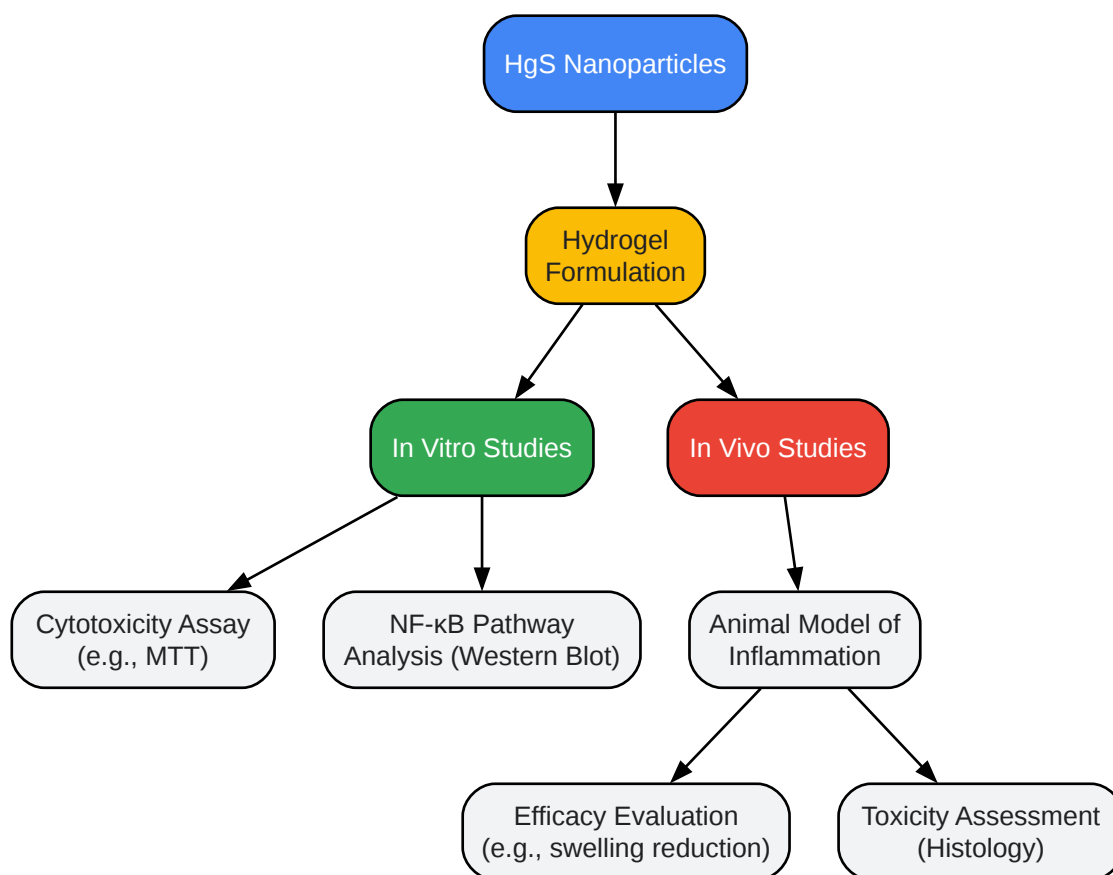 HgS Nanoparticles
Hydrogel
Formulation
In Vitro Studies
In Vivo Studies
Cytotoxicity Assay
(e.g., MTT)
NF-κB Pathway
Analysis (Western Blot)
Animal Model of
Inflammation
Efficacy Evaluation
(e.g., swelling reduction)
Toxicity Assessment
(Histology)